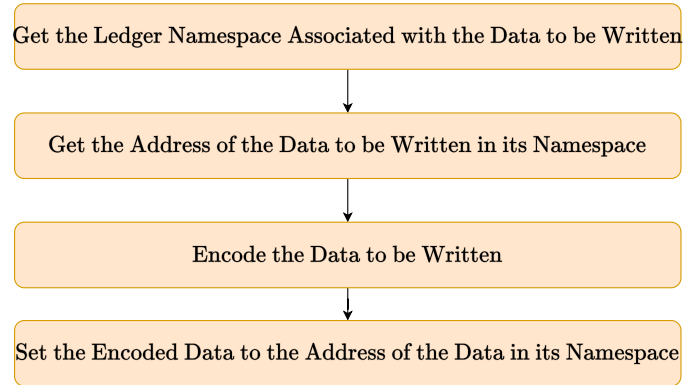 Get the Ledger Namespace Associated with the Data to be Written
Get the Address of the Data to be Written in its Namespace
Encode the Data to be Written
Set the Encoded Data to the Address of the Data in its Namespace